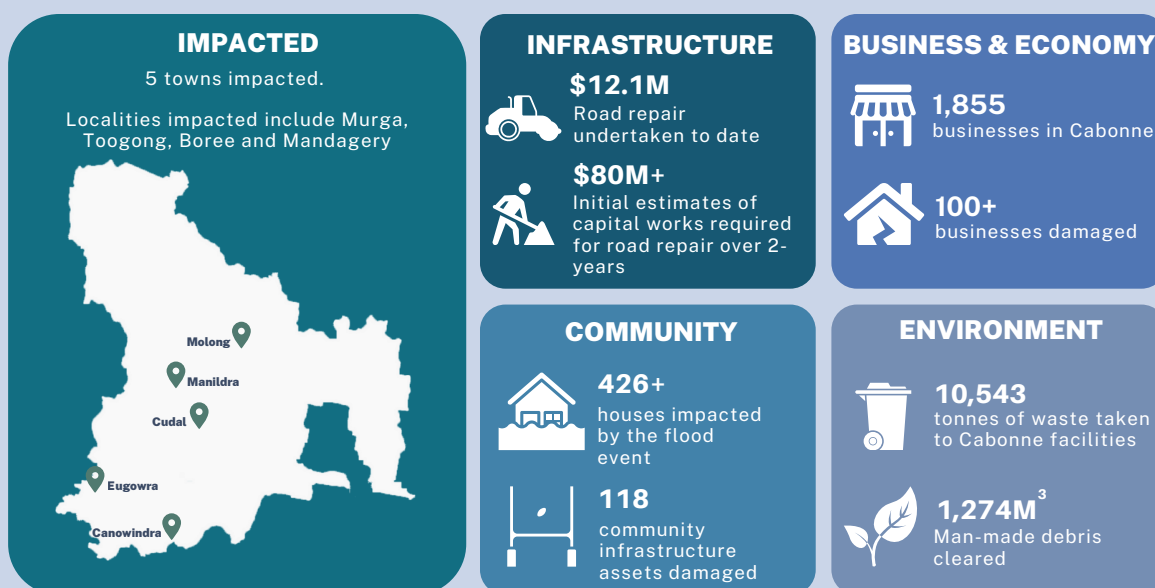 IMPACTED
5 towns impacted.
Localities impacted include Murga,
Toogong, Boree and Mandagery
Molong
Manildra
Cudal
Eugowra
Canowindra
INFRASTRUCTURE
$12.1M
Road repair
undertaken to date
$80M+
Initial estimates of
capital works required
for road repair over 2-
years
BUSINESS & ECONOMY
1,855
businesses in Cabonne
100+
businesses damaged
COMMUNITY
426+
houses impacted
by the flood
event
118
community
infrastructure
assets damaged
ENVIRONMENT
10,543
tonnes of waste taken
to Cabonne facilities
1,274M³
Man-made debris
cleared